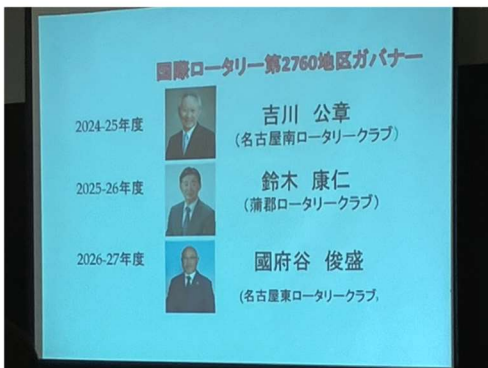 国際ロータリー第2760地区ガバナー
2024-25年度
吉川 公章
(名古屋南ロータリークラブ)
2025-26年度
鈴木 康仁
(蒲郡ロータリークラブ)
2026-27年度
國府谷 俊盛
(名古屋東ロータリークラブ,